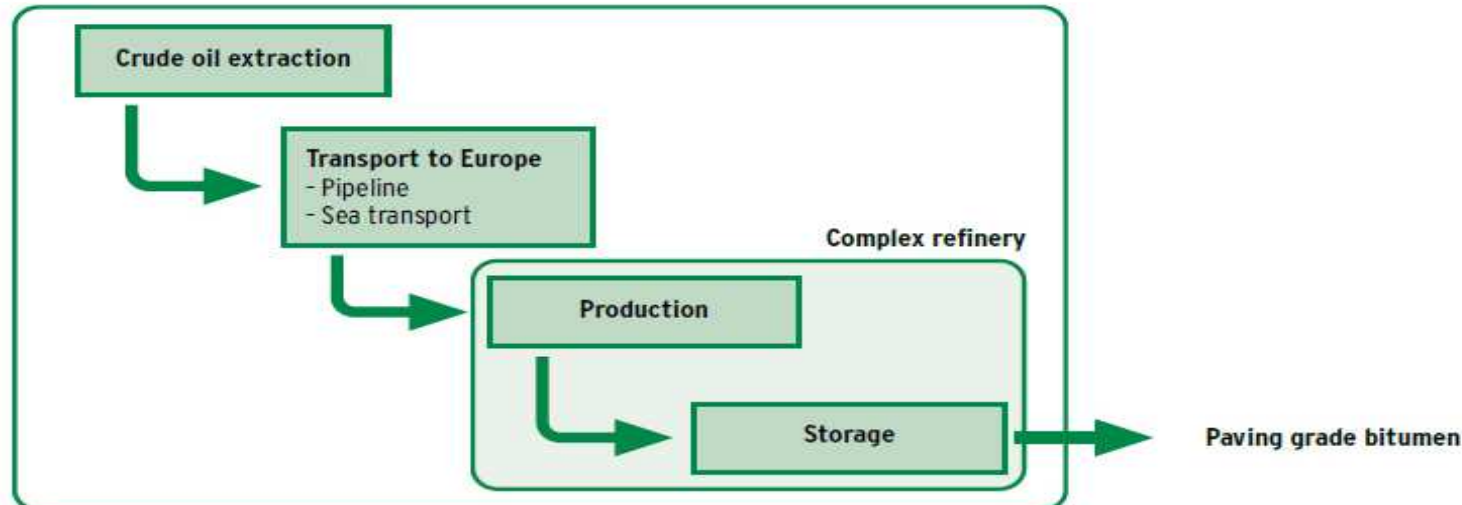 Crude oil extraction
Transport to Europe
- Pipeline
- Sea transport
Complex refinery
Production
Storage
Paving grade bitumen